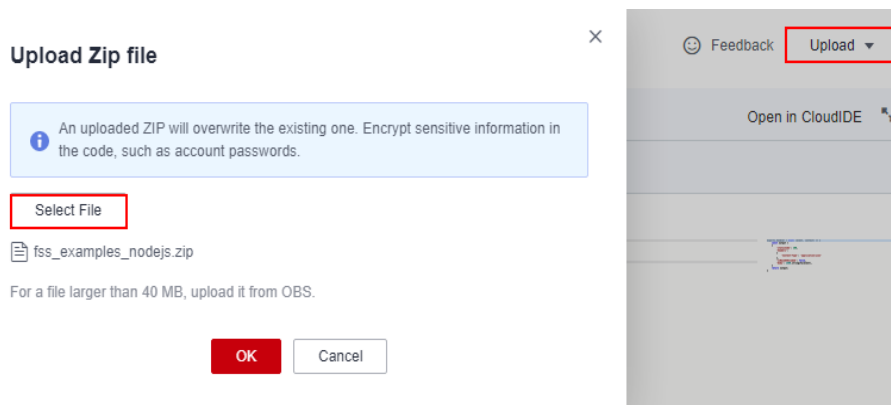 Upload Zip file
An uploaded ZIP will overwrite the existing one. Encrypt sensitive information in
the code, such as account passwords.
Select File
fss_examples_nodejs.zip
For a file larger than 40 MB, upload it from OBS.
OK
Cancel
Feedback
Upload
Open in CloudIDE